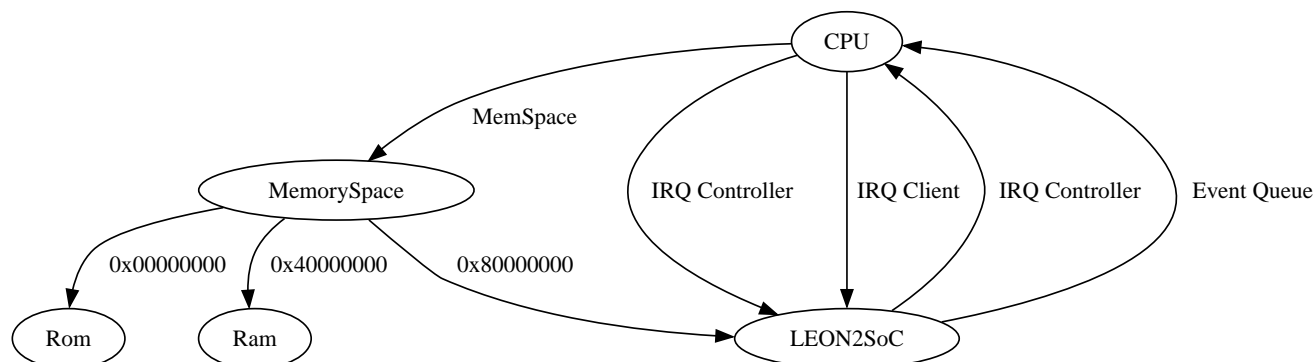 CPU
MemSpace
MemorySpace
IRQ Controller
IRQ Client
IRQ Controller
Event Queue
0x00000000
0x40000000
0x80000000
Rom
Ram
LEON2SoC